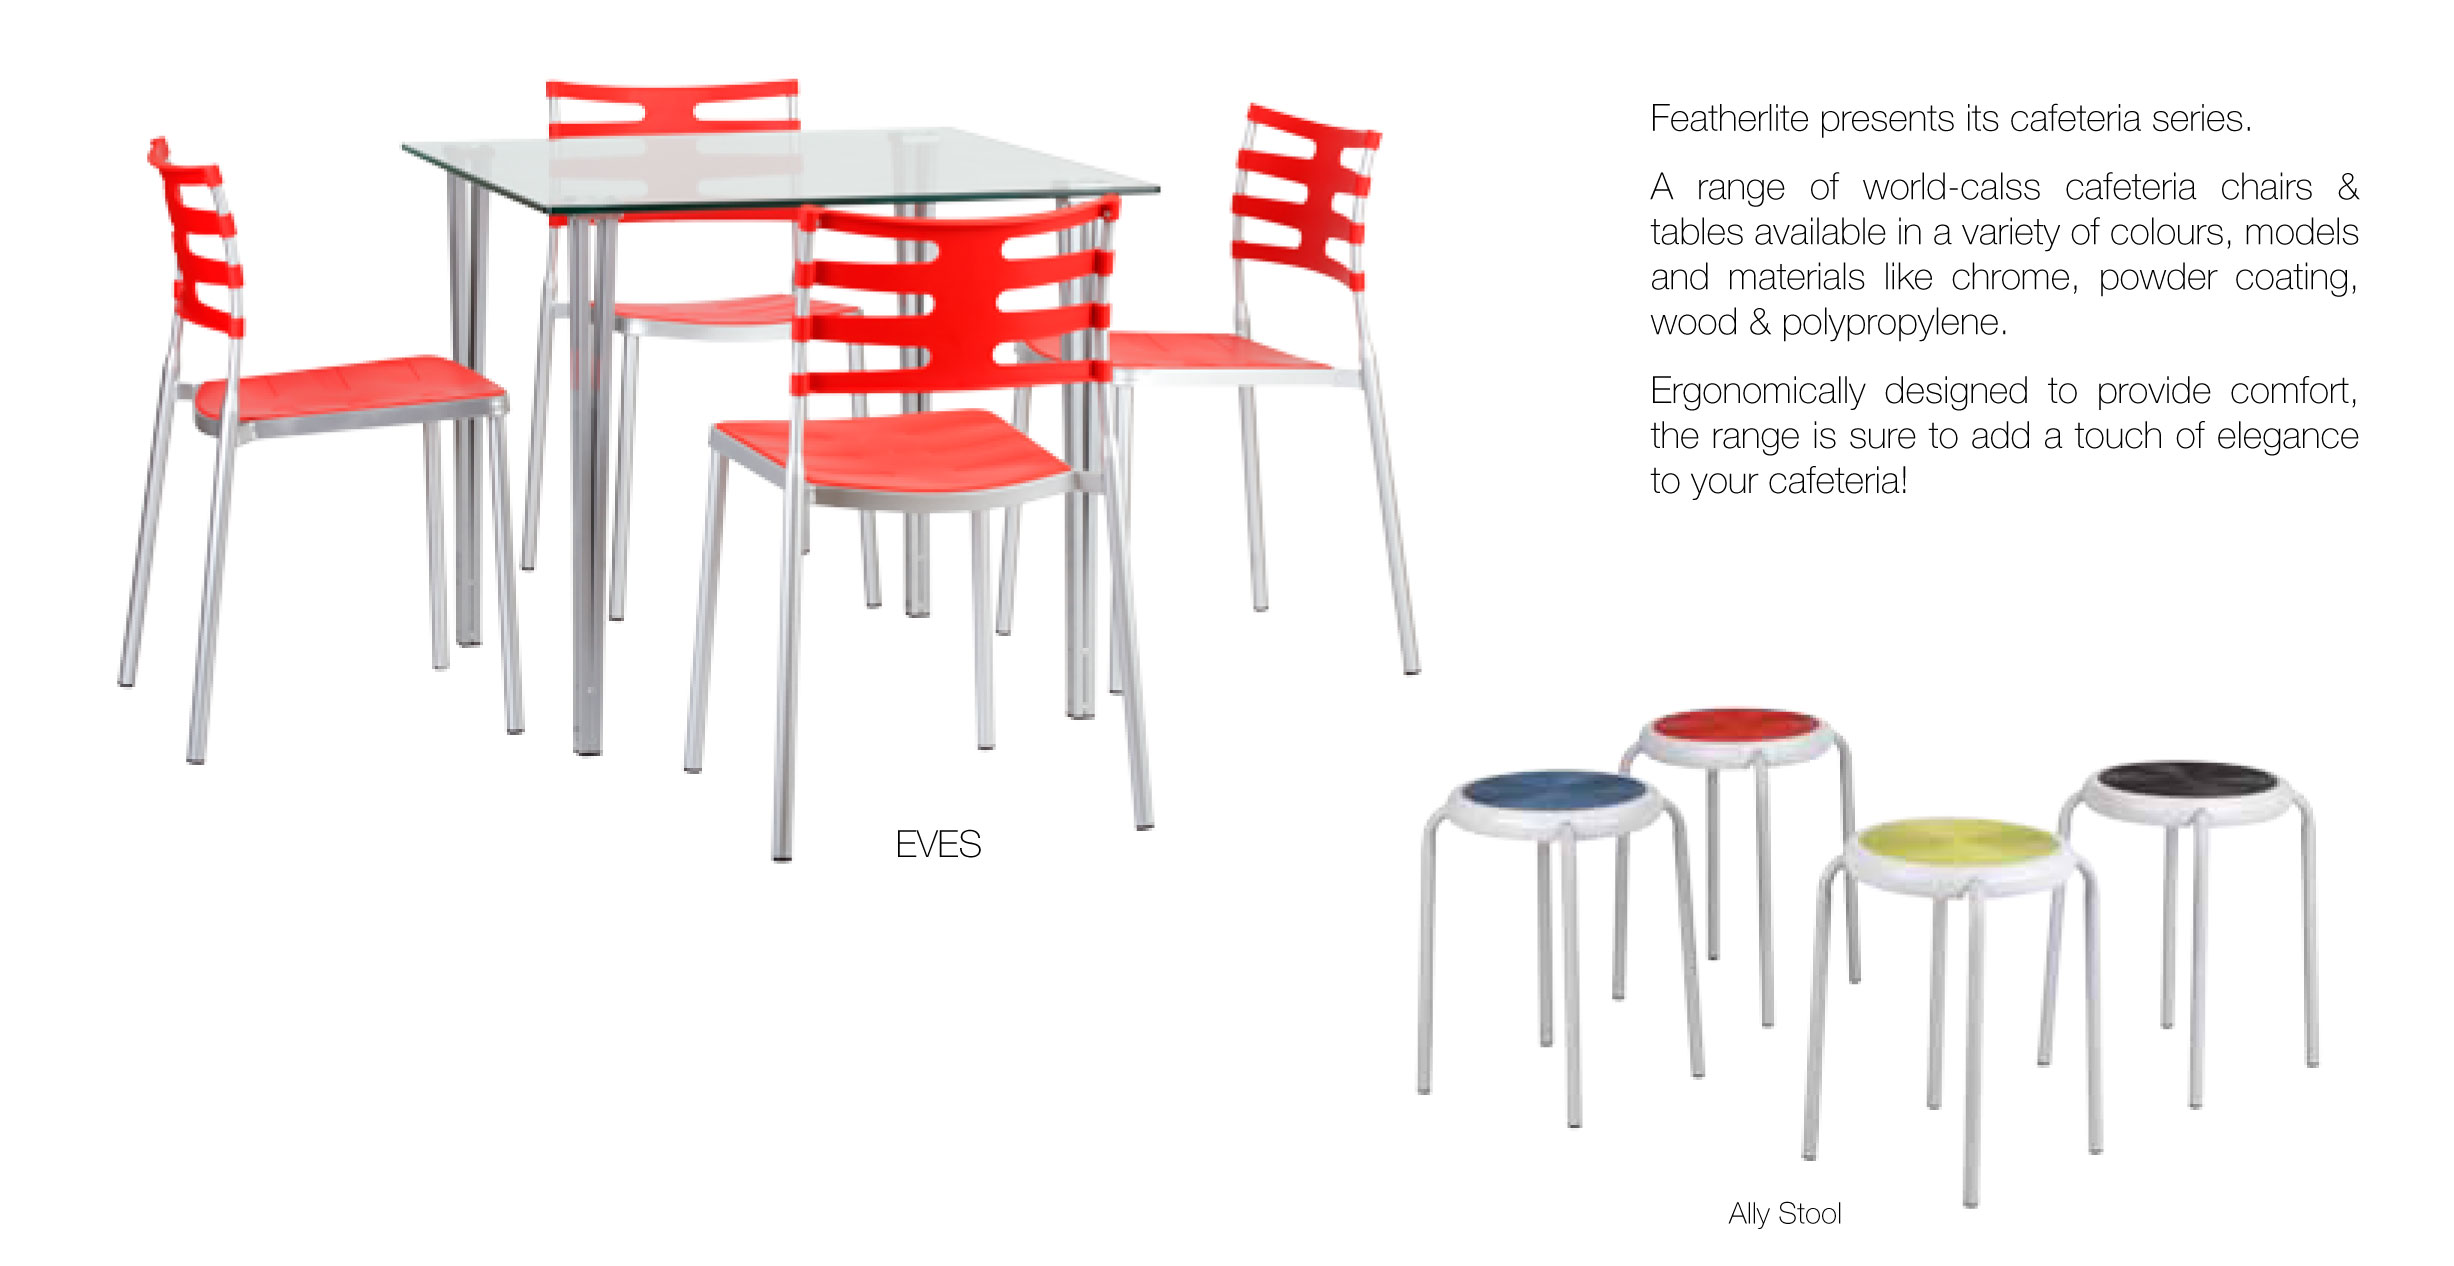 Featherlite presents its cafeteria series.
A range of world-calss cafeteria chairs &
tables available in a variety of colours, models
and materials like chrome, powder coating,
wood & polypropylene.
Ergonomically designed to provide comfort,
the range is sure to add a touch of elegance
to your cafeteria!
EVES
Ally Stool